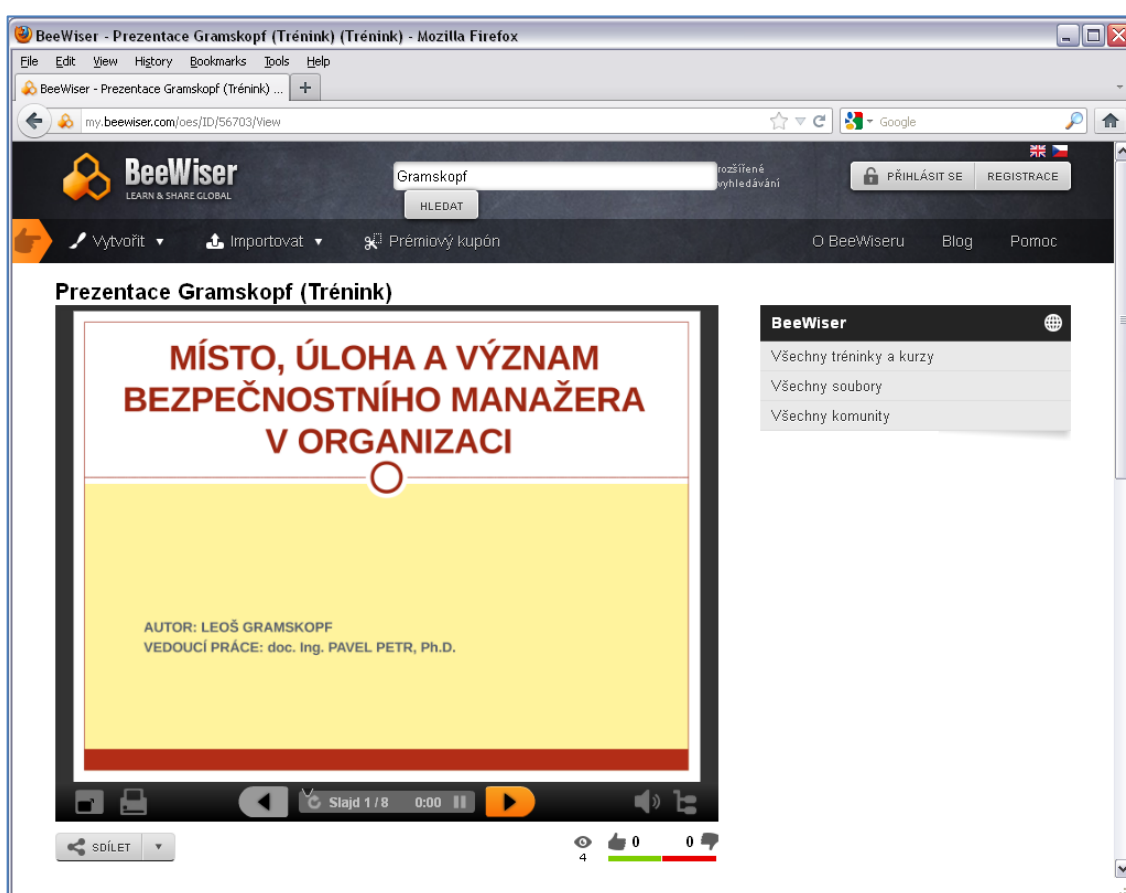 BeeWiser - Prezentace Gramskopf (Trénink) (Trénink) - Mozilla Firefox
File Edit View History Bookmarks Tools Help
BeeWiser - Prezentace Gramskopf (Trénink) ... +
my.beewiser.com/oes/ID/56703/View Google
BeeWiser
LEARN & SHARE GLOBAL
Gramskopf
rozšířené
vyhledávání
HLEDAT
PŘIHLÁSIT SE REGISTRACE
Vytvořit Importovat Prémiový kupón O BeeWiseru Blog Pomoc
Prezentace Gramskopf (Trénink)
MÍSTO, ÚLOHA A VÝZNAM
BEZPEČNOSTNÍHO MANAŽERA
V ORGANIZACI
AUTOR: LEOŠ GRAMSKOPF
VEDOUCÍ PRÁCE: doc. Ing. PAVEL PETR, Ph.D.
Slajd 1 / 8 0:00
SDÍLET
4
0 0
BeeWiser
Všechny tréninky a kurzy
Všechny soubory
Všechny komunity